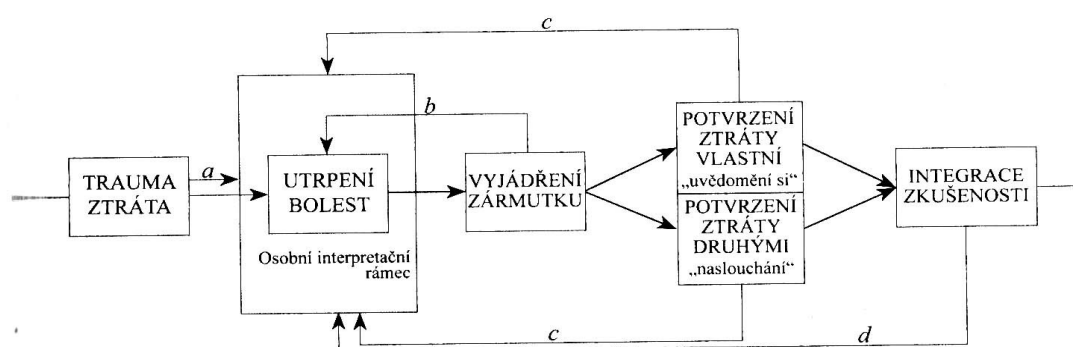 c
b
TRAUMA
ZTRÁTA
a
UTRPENÍ
BOLEST
Osobní interpretační
rámec
VYJÁDŘENÍ
ZÁRMUTKU
POTVRZENÍ
ZTRÁTY
VLASTNÍ
„uvědomění si“
POTVRZENÍ
ZTRÁTY
DRUHÝMI
„naslouchání“
INTEGRACE
ZKUŠENOSTI
c
d